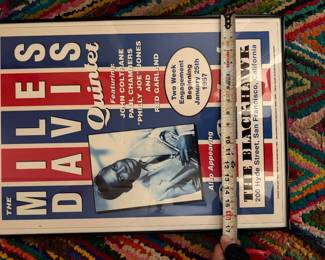 THE
MILES
DAVIS
Quintet
Featuring:
JOHN COLTRANE
PAUL CHAMBERS
"PHILLY JOE" JONES
AND
RED GARLAND
Two Week
Engagement
Beginning
January 25th
1957
Also Appearing
THE BLACKHAWK
200 Hyde Street, San Francisco, California